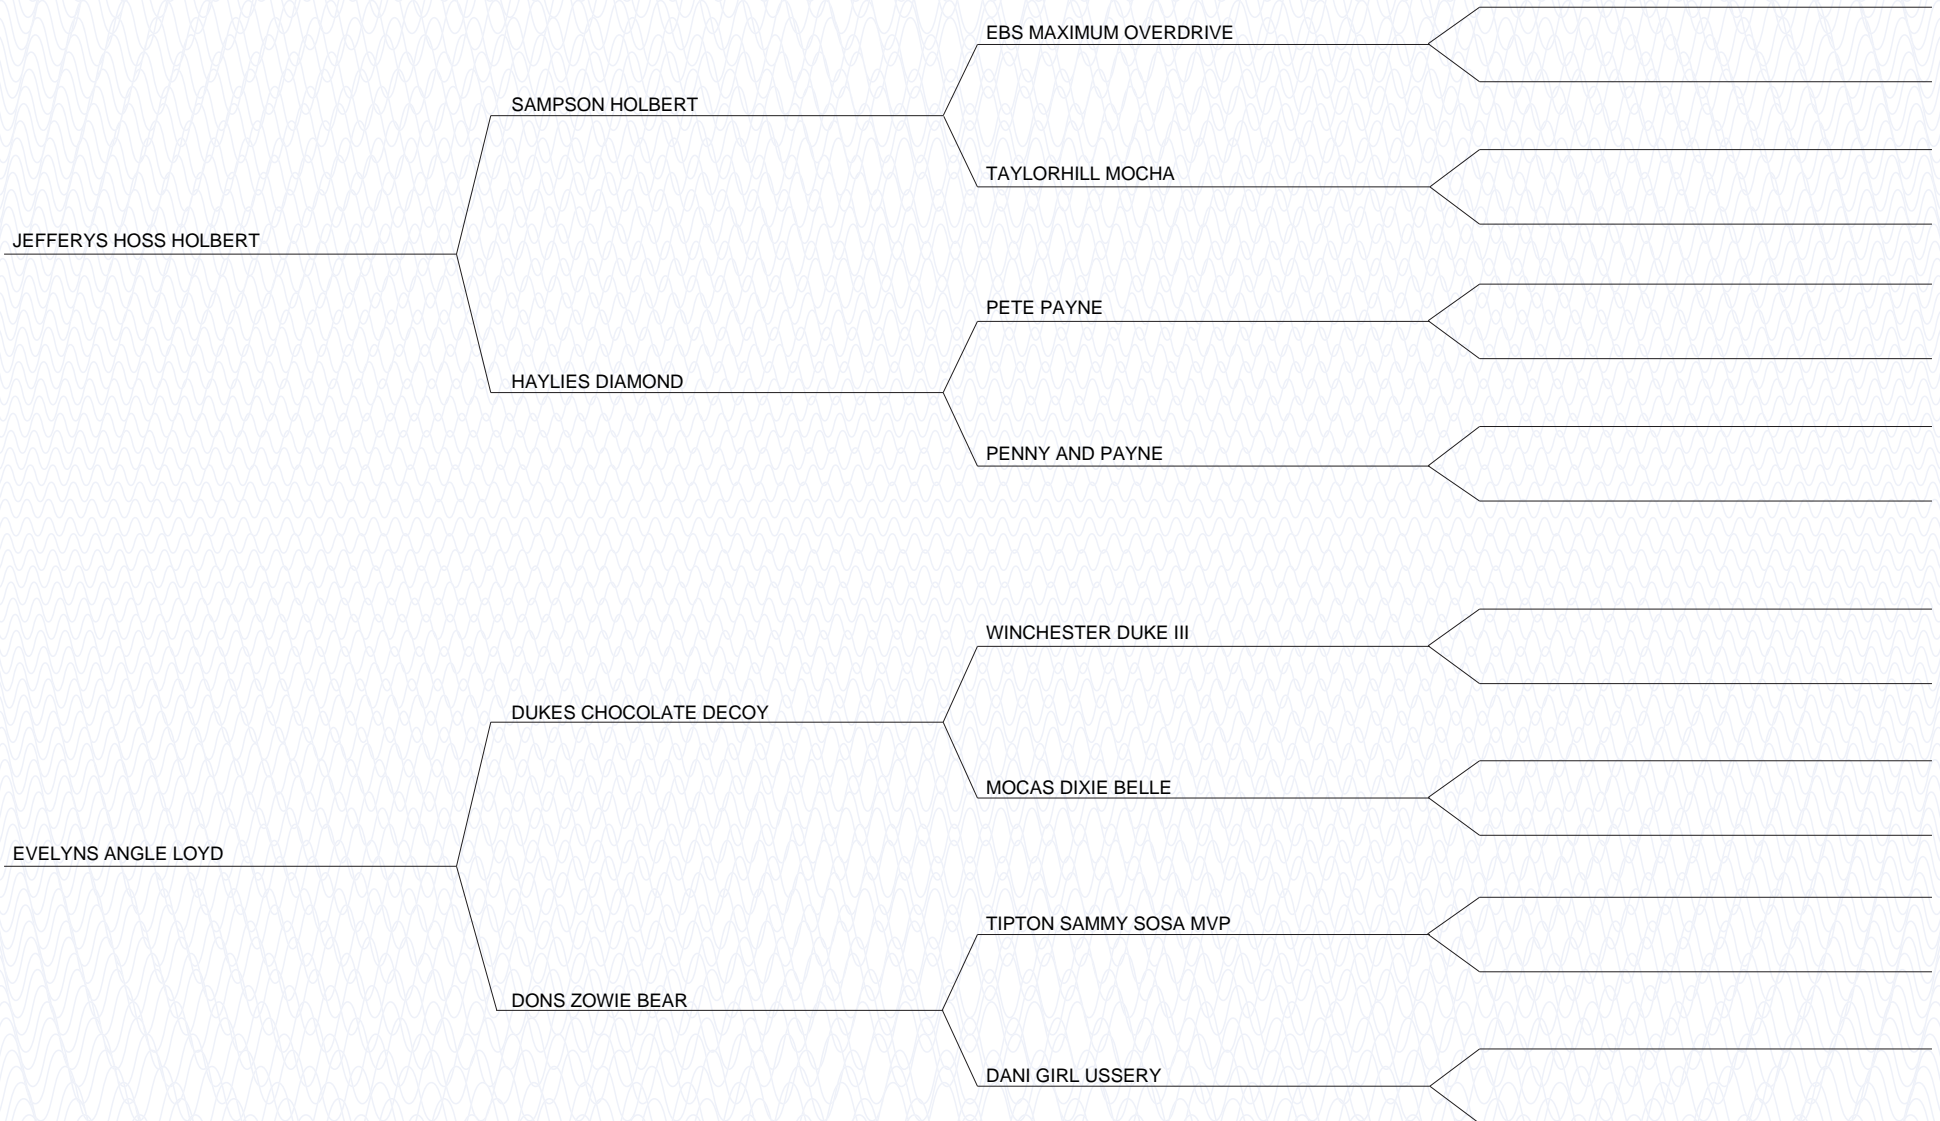 EBS MAXIMUM OVERDRIVE
SAMPSON HOLBERT
TAYLORHILL MOCHA
JEFFERYS HOSS HOLBERT
PETE PAYNE
HAYLIES DIAMOND
PENNY AND PAYNE
WINCHESTER DUKE III
DUKES CHOCOLATE DECOY
MOCAS DIXIE BELLE
EVELYNS ANGLE LOYD
TIPTON SAMMY SOSA MVP
DONS ZOWIE BEAR
DANI GIRL USSERY